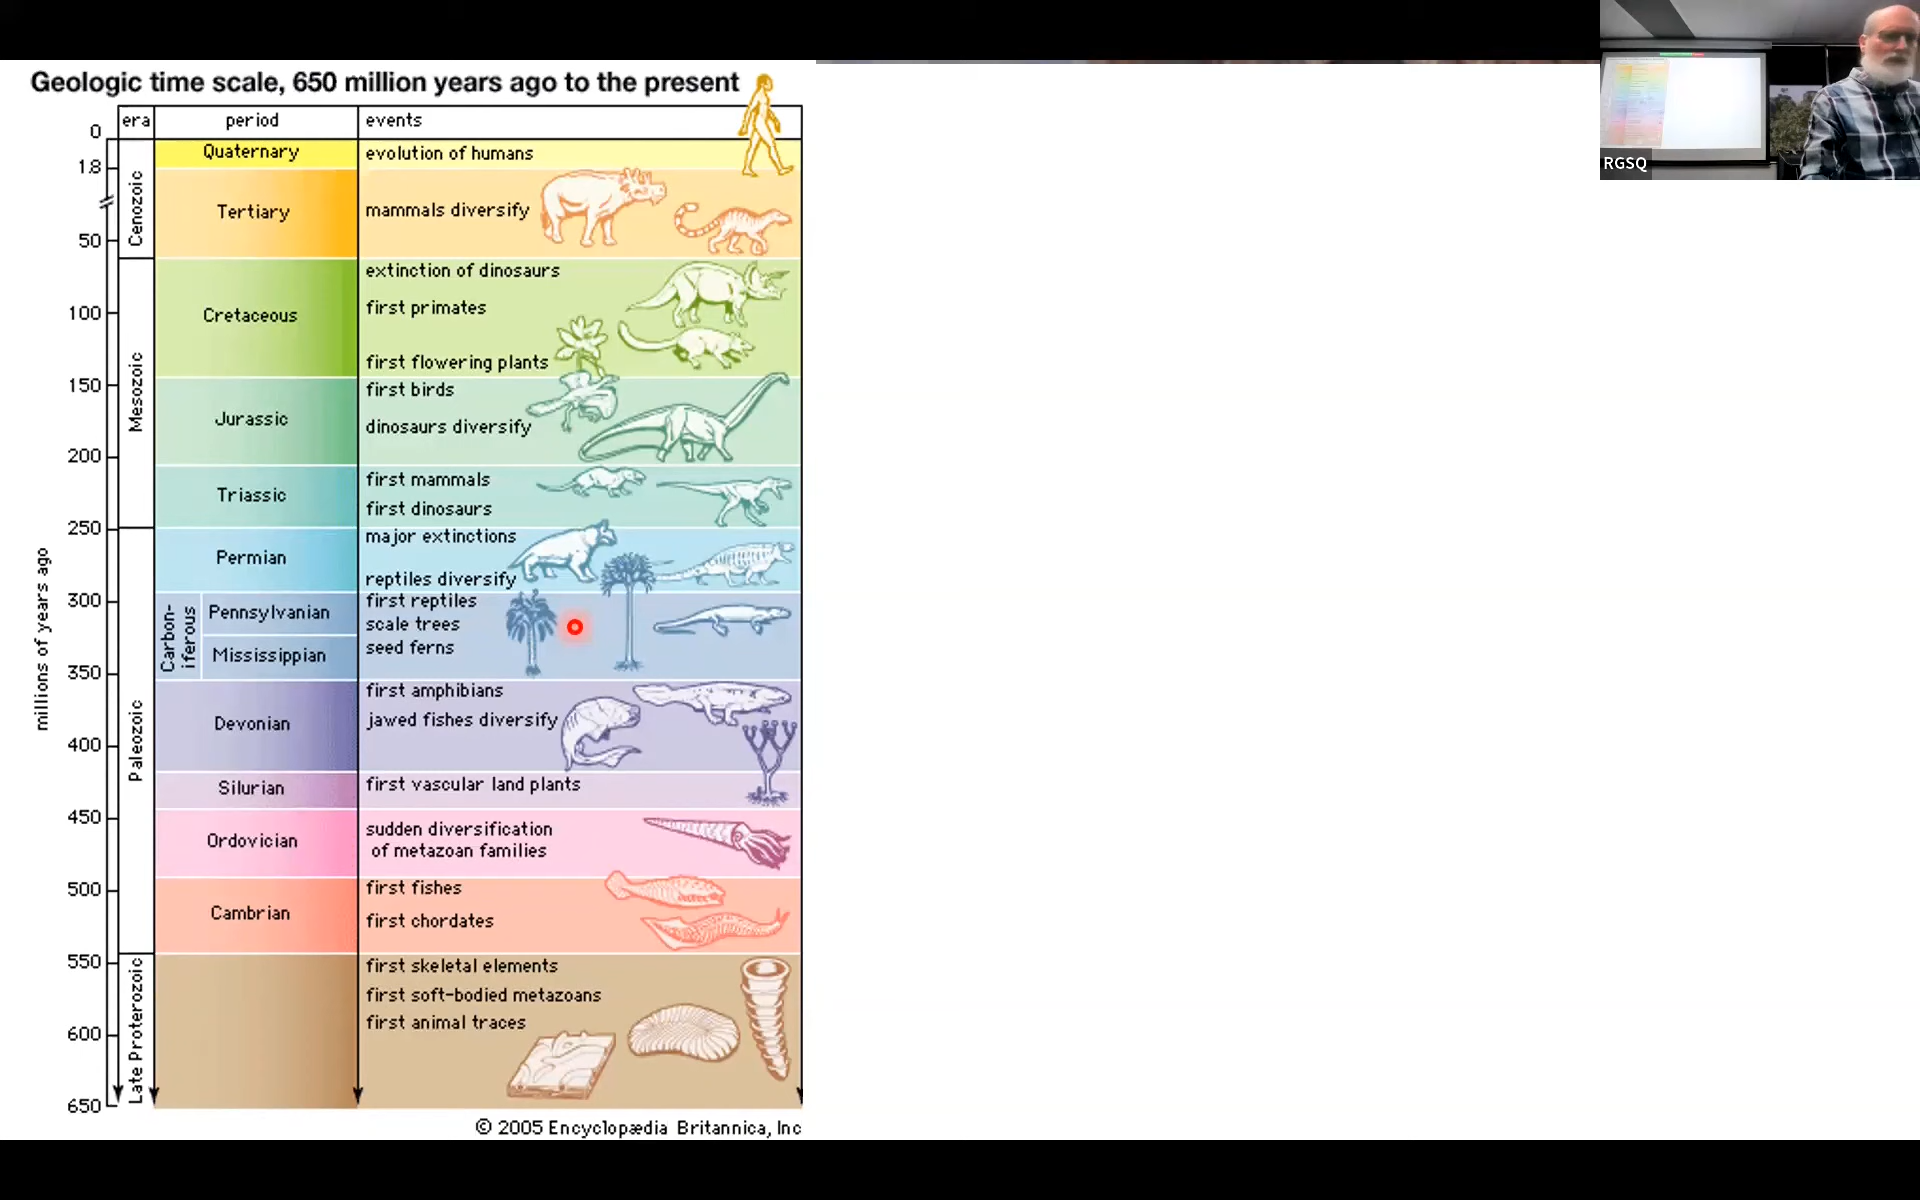 Geologic time scale, 650 million years ago to the present
RGSQ
era
period
events
millions of years ago
0
1.8
50
100
150
200
250
300
350
400
450
500
550
600
650
Cenozoic
Quaternary
evolution of humans
Tertiary
mammals diversify
Mesozoic
Cretaceous
extinction of dinosaurs
first primates
first flowering plants
Jurassic
first birds
dinosaurs diversify
Triassic
first mammals
first dinosaurs
Paleozoic
Permian
major extinctions
reptiles diversify
Carbon-
iferous
Pennsylvanian
Mississippian
first reptiles
scale trees
seed ferns
Devonian
first amphibians
jawed fishes diversify
Silurian
first vascular land plants
Ordovician
sudden diversification
of metazoan families
Cambrian
first fishes
first chordates
Late Proterozoic
first skeletal elements
first soft-bodied metazoans
first animal traces
© 2005 Encyclopædia Britannica, Inc